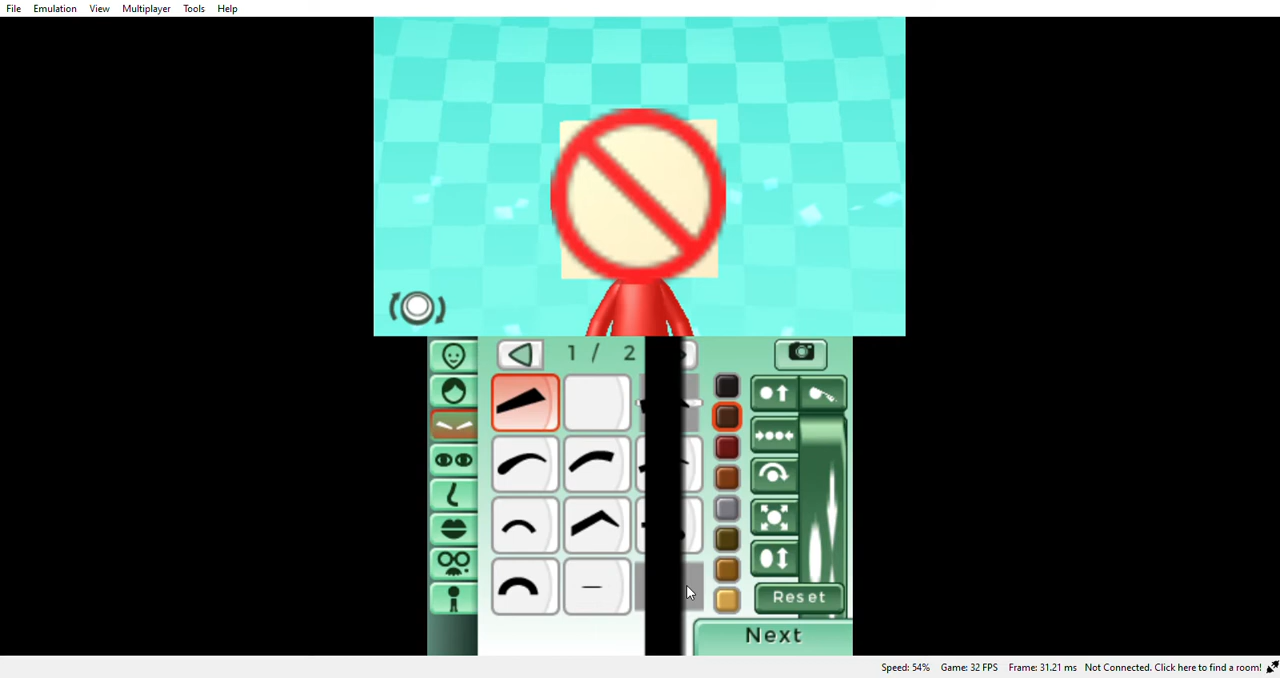 File Emulation View Multiplayer Tools Help
1 / 2
Reset
Next
Speed: 54% Game: 32 FPS Frame: 31.21 ms Not Connected. Click here to find a room!